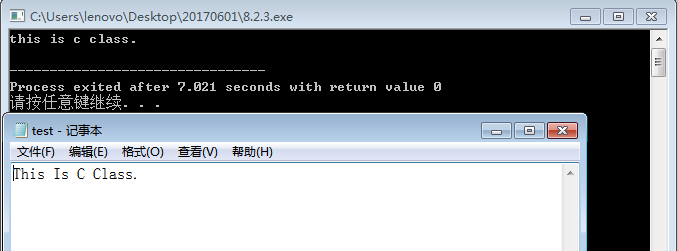 C:\Users\lenovo\Desktop\20170601\8.2.3.exe
this is c class.
--------------------------------
Process exited after 7.021 seconds with return value 0
请按任意键继续. . .
test - 记事本
文件(F) 编辑(E) 格式(O) 查看(V) 帮助(H)
This Is C Class.